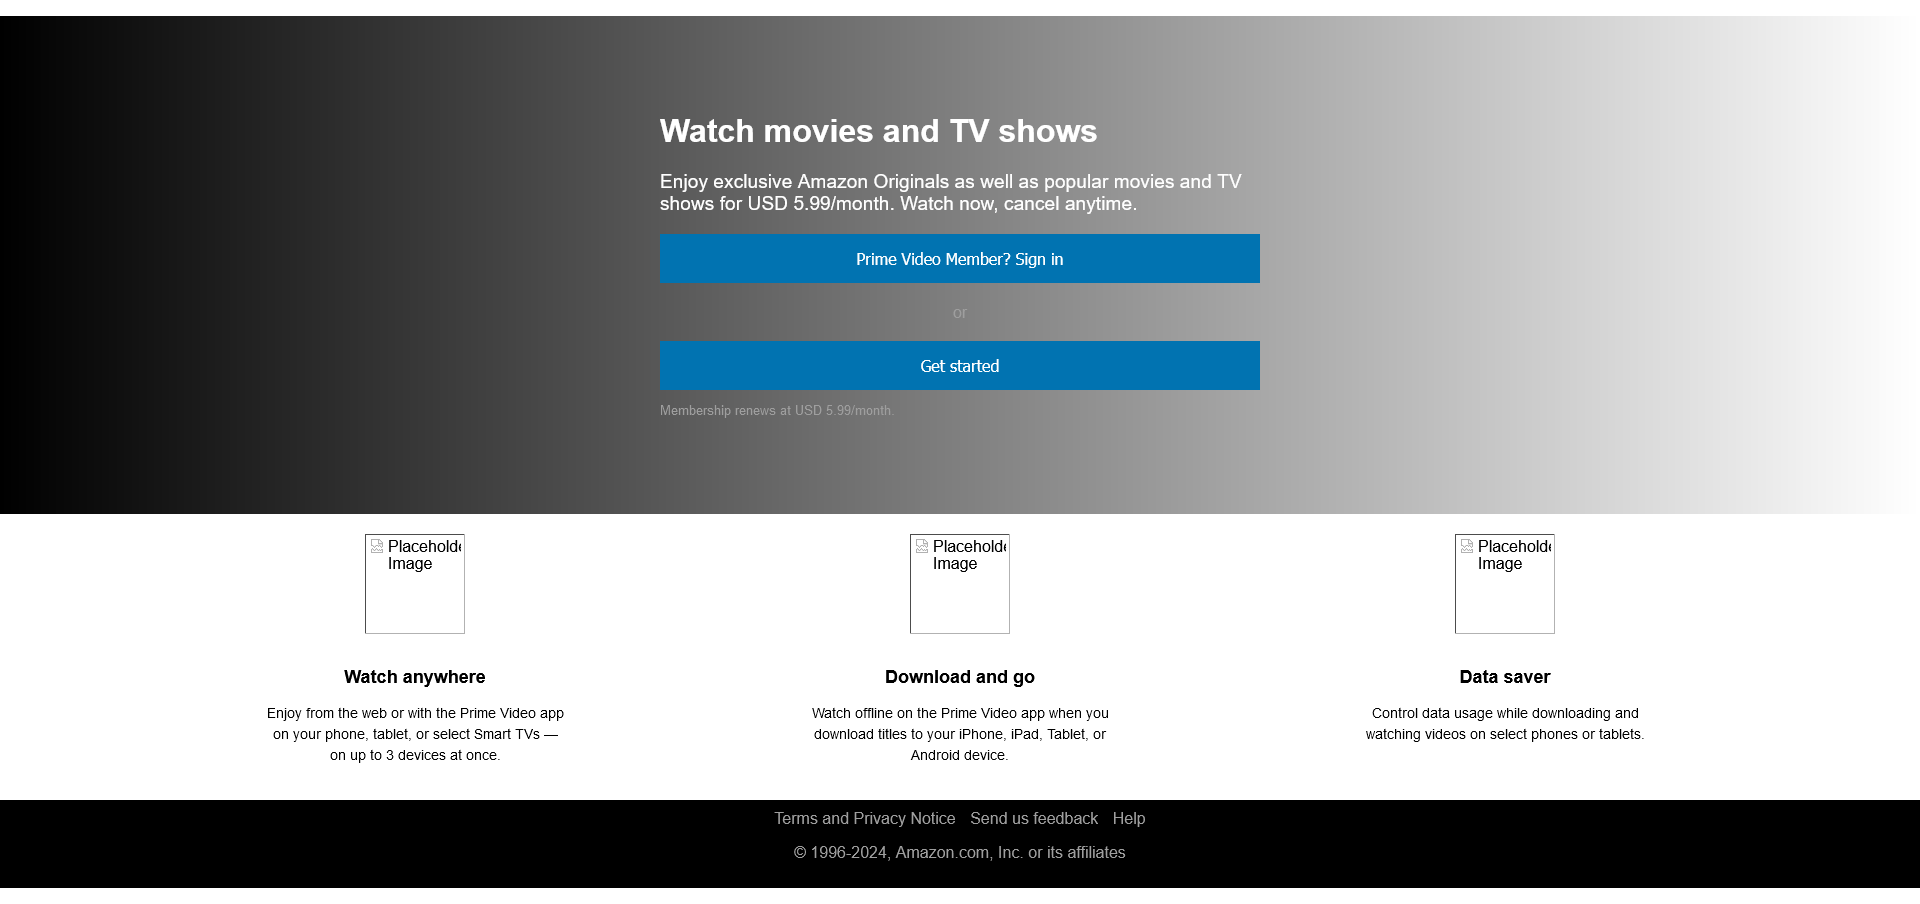 Watch movies and TV shows
Enjoy exclusive Amazon Originals as well as popular movies and TV
shows for USD 5.99/month. Watch now, cancel anytime.
Prime Video Member? Sign in
or
Get started
Membership renews at USD 5.99/month.
Placeholde
Image
Watch anywhere
Enjoy from the web or with the Prime Video app
on your phone, tablet, or select Smart TVs —
on up to 3 devices at once.
Placeholde
Image
Download and go
Watch offline on the Prime Video app when you
download titles to your iPhone, iPad, Tablet, or
Android device.
Placeholde
Image
Data saver
Control data usage while downloading and
watching videos on select phones or tablets.
Terms and Privacy Notice Send us feedback Help
© 1996-2024, Amazon.com, Inc. or its affiliates